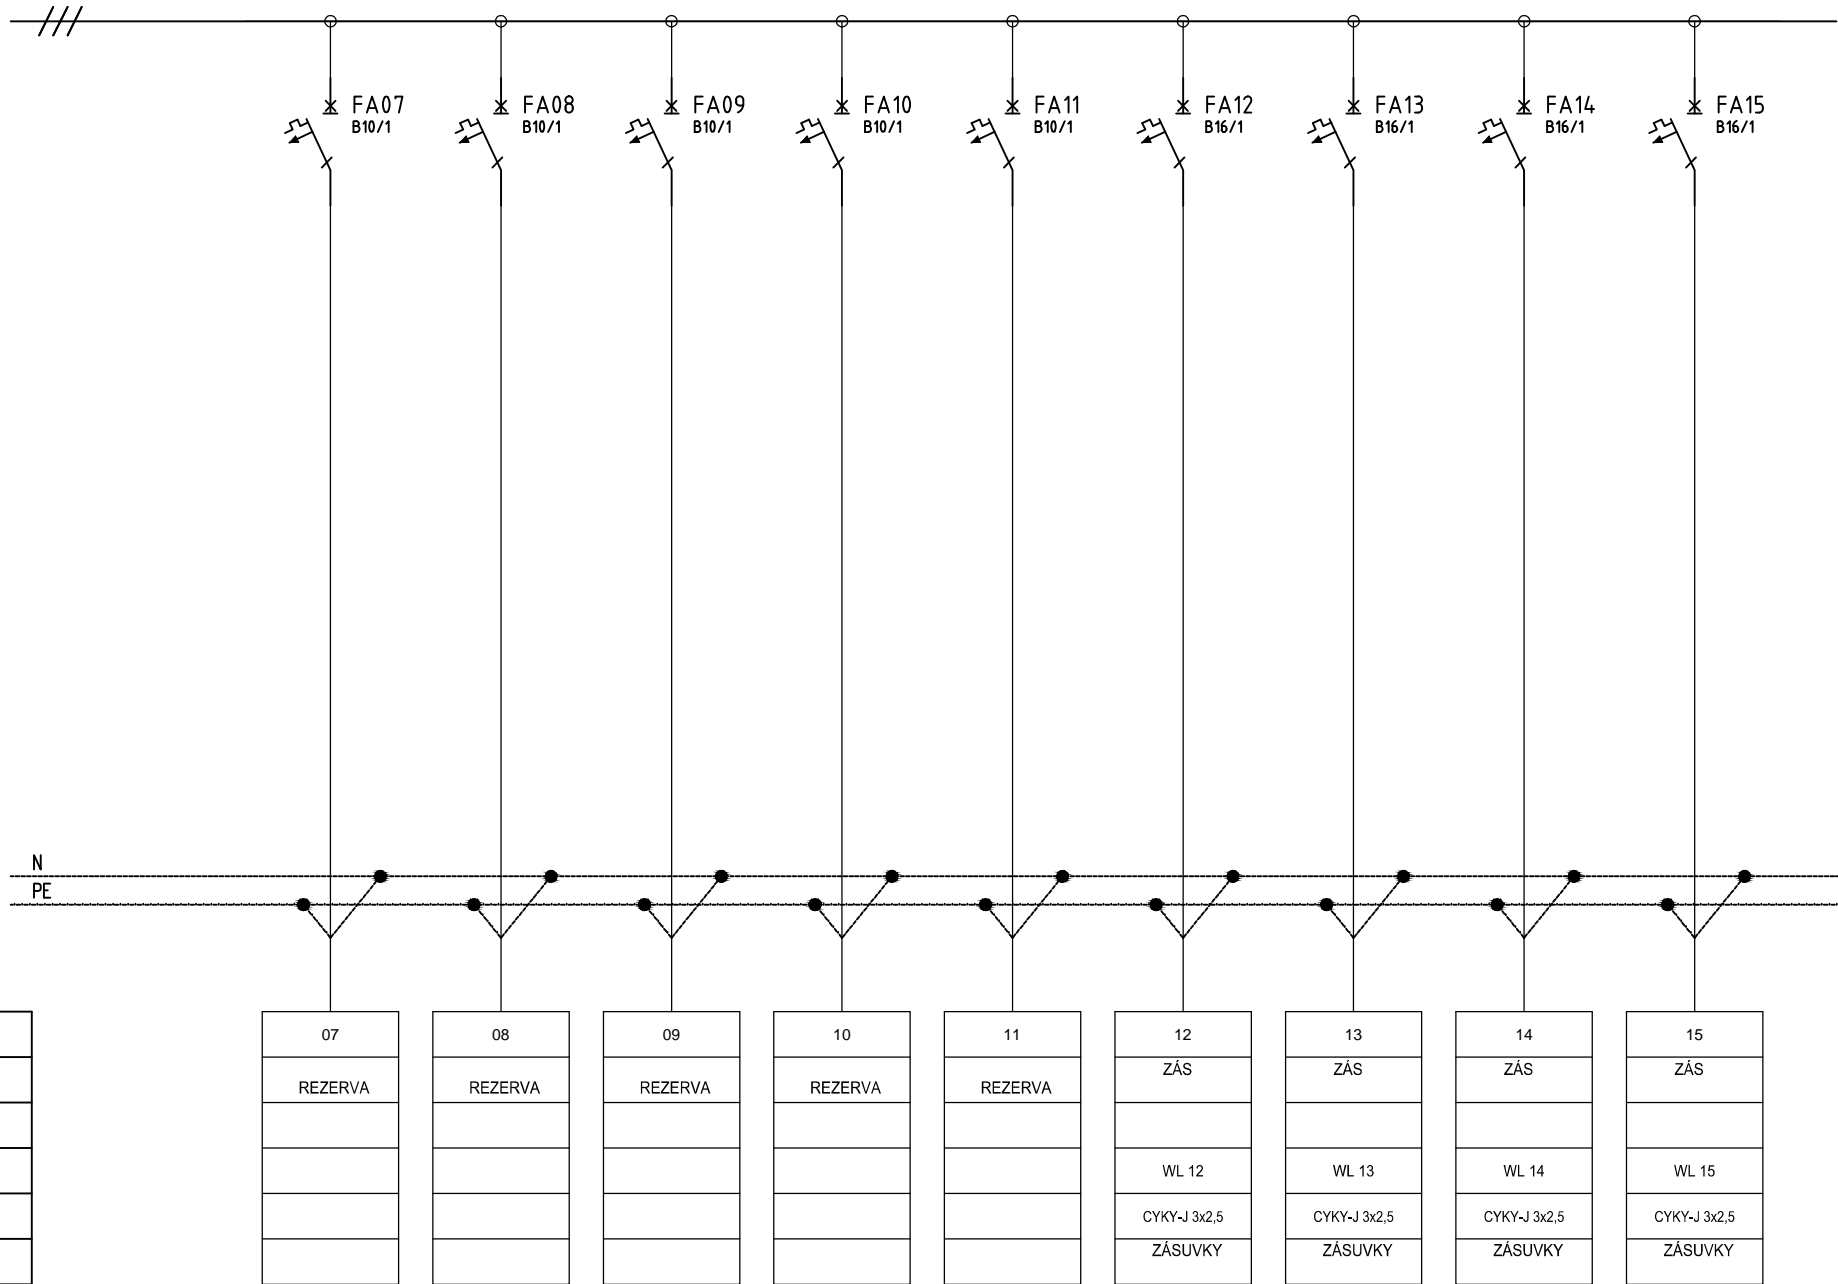 FA07 FA08 FA09 FA10 FA11 FA12 FA13 FA14 FA15
B10/1 B10/1 B10/1 B10/1 B10/1 B16/1 B16/1 B16/1 B16/1
N
PE
07 08 09 10 11 12 13 14 15
ZÁS ZÁS ZÁS ZÁS
REZERVA REZERVA REZERVA REZERVA REZERVA
WL 12 WL 13 WL 14 WL 15
CYKY-J 3x2,5 CYKY-J 3x2,5 CYKY-J 3x2,5 CYKY-J 3x2,5
ZÁSUVKY ZÁSUVKY ZÁSUVKY ZÁSUVKY